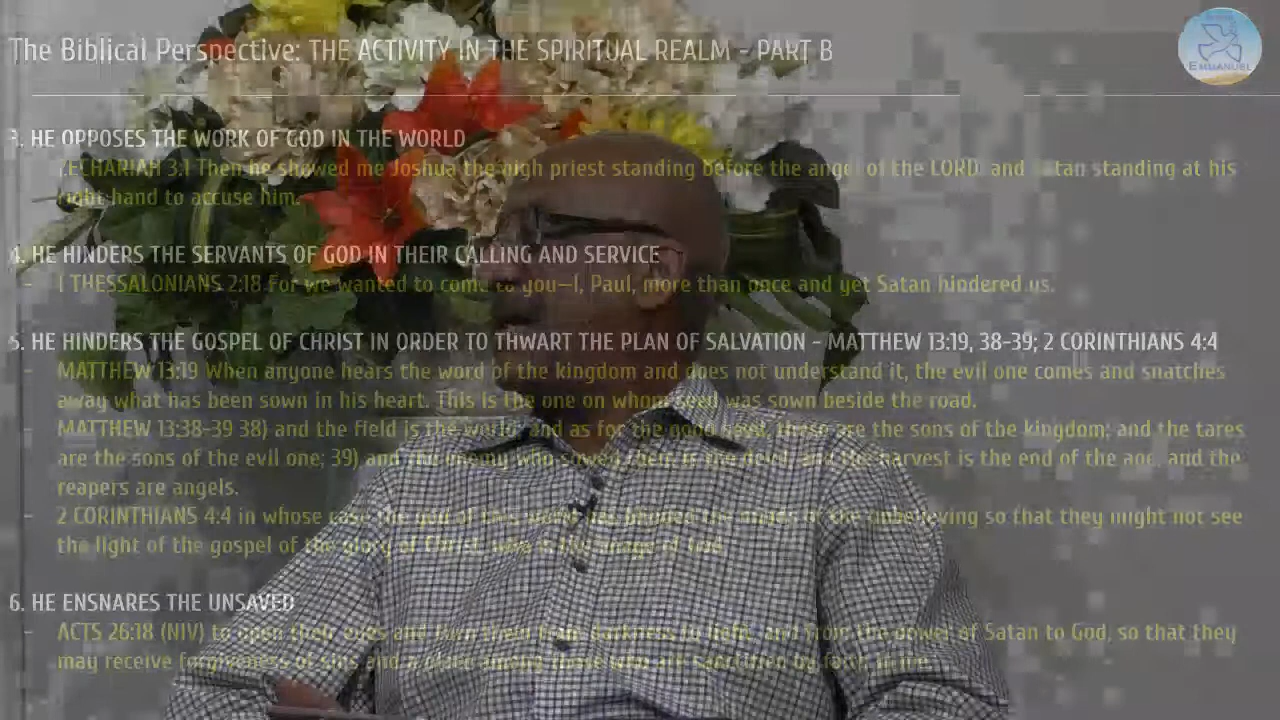 The Biblical Perspective: THE ACTIVITY IN THE SPIRITUAL REALM - PART B
EMMANUEL
3. HE OPPOSES THE WORK OF GOD IN THE WORLD
ZECHARIAH 3:1 Then he showed me Joshua the high priest standing before the angel of the LORD, and Satan standing at his
right hand to accuse him.
4. HE HINDERS THE SERVANTS OF GOD IN THEIR CALLING AND SERVICE
- I THESSALONIANS 2:18 For we wanted to come to you—I, Paul, more than once and yet Satan hindered us.
5. HE HINDERS THE GOSPEL OF CHRIST IN ORDER TO THWART THE PLAN OF SALVATION - MATTHEW 13:19, 38-39; 2 CORINTHIANS 4:4
- MATTHEW 13:19 When anyone hears the word of the kingdom and does not understand it, the evil one comes and snatches
away what has been sown in his heart. This is the one on whom seed was sown beside the road.
- MATTHEW 13:38-39 38) and the field is the world; and as for the good seed, these are the sons of the kingdom; and the tares
are the sons of the evil one; 39) and the enemy who sowed them is the devil, and the harvest is the end of the age, and the
reapers are angels.
- 2 CORINTHIANS 4:4 in whose case the god of this world has blinded the minds of the unbelieving so that they might not see
the light of the gospel of the glory of Christ, who is the image of God.
6. HE ENSNARES THE UNSAVED
- ACTS 26:18 (NIV) to open their eyes and turn them from darkness to light, and from the power of Satan to God, so that they
may receive forgiveness of sins and a place among those who are sanctified by faith in me.